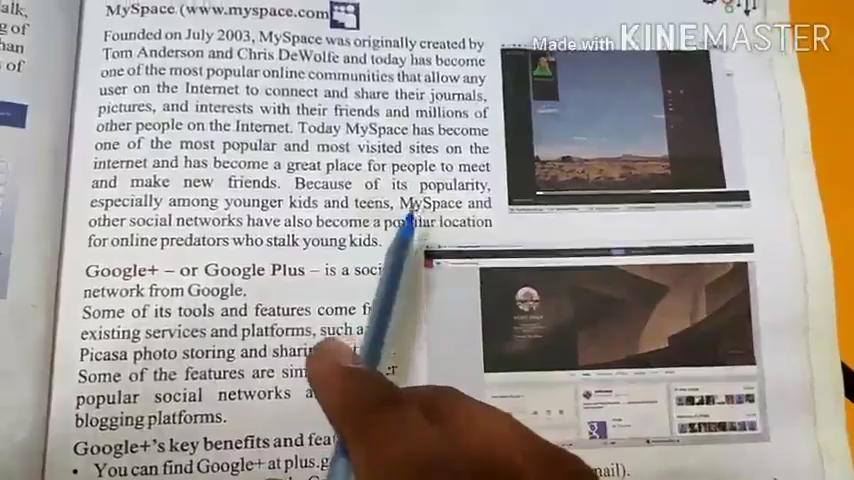 alk,
g of
han
s of
MySpace (www.myspace.com
Founded on July 2003, MySpace was originally created by
Tom Anderson and Chris DeWolfe and today has become
one of the most popular online communities that allow any
user on the Internet to connect and share their journals,
pictures, and interests with their friends and millions of
other people on the Internet. Today MySpace has become
one of the most popular and most visited sites on the
internet and has become a great place for people to meet
and make new friends. Because of its popularity,
especially among younger kids and teens, MySpace and
other social networks have also become a popular location
for online predators who stalk young kids.
Google+ – or Google Plus – is a soci
network from Google.
Some of its tools and features come f
existing services and platforms, such a
Picasa photo storing and shari
Some of the features are sim
popular social networks a
blogging platforms.
Google+'s key benefits and feat
• You can find Google+ at plus.g
mail).
Made with KINEMASTER